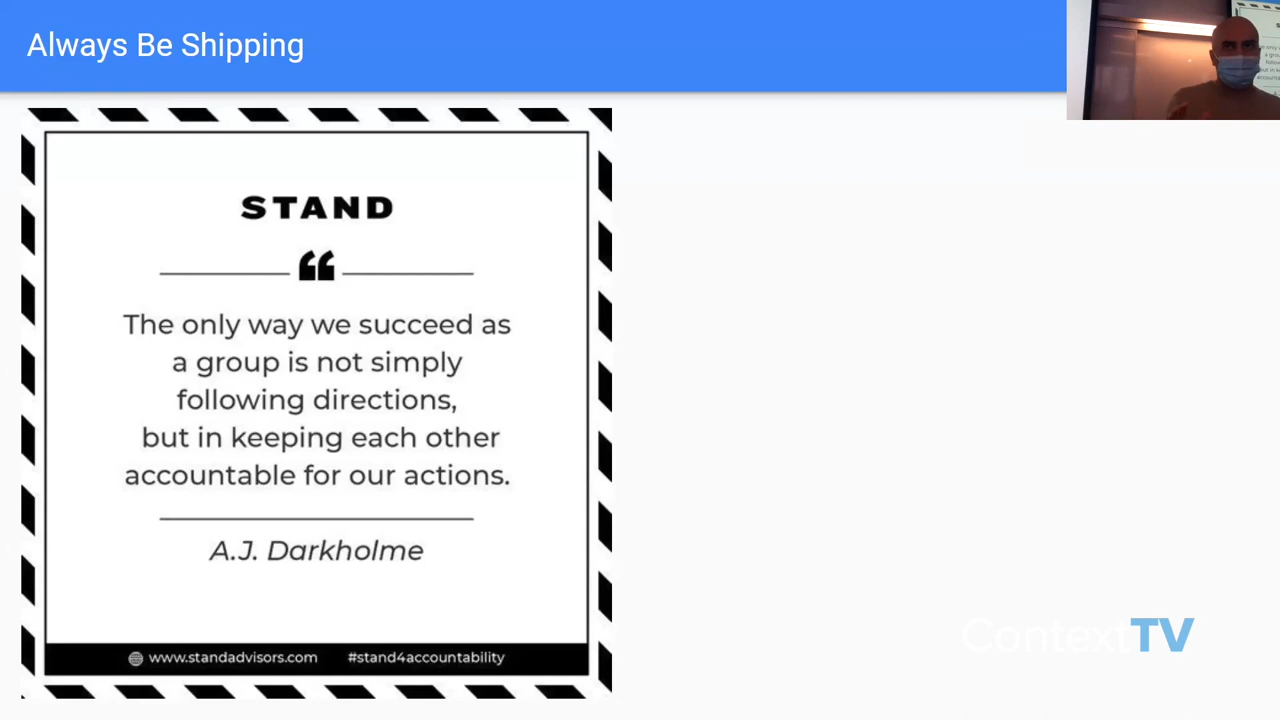 Always Be Shipping
STAND
“
The only way we succeed as
a group is not simply
following directions,
but in keeping each other
accountable for our actions.
A.J. Darkholme
www.standadvisors.com #stand4accountability
ContextTV